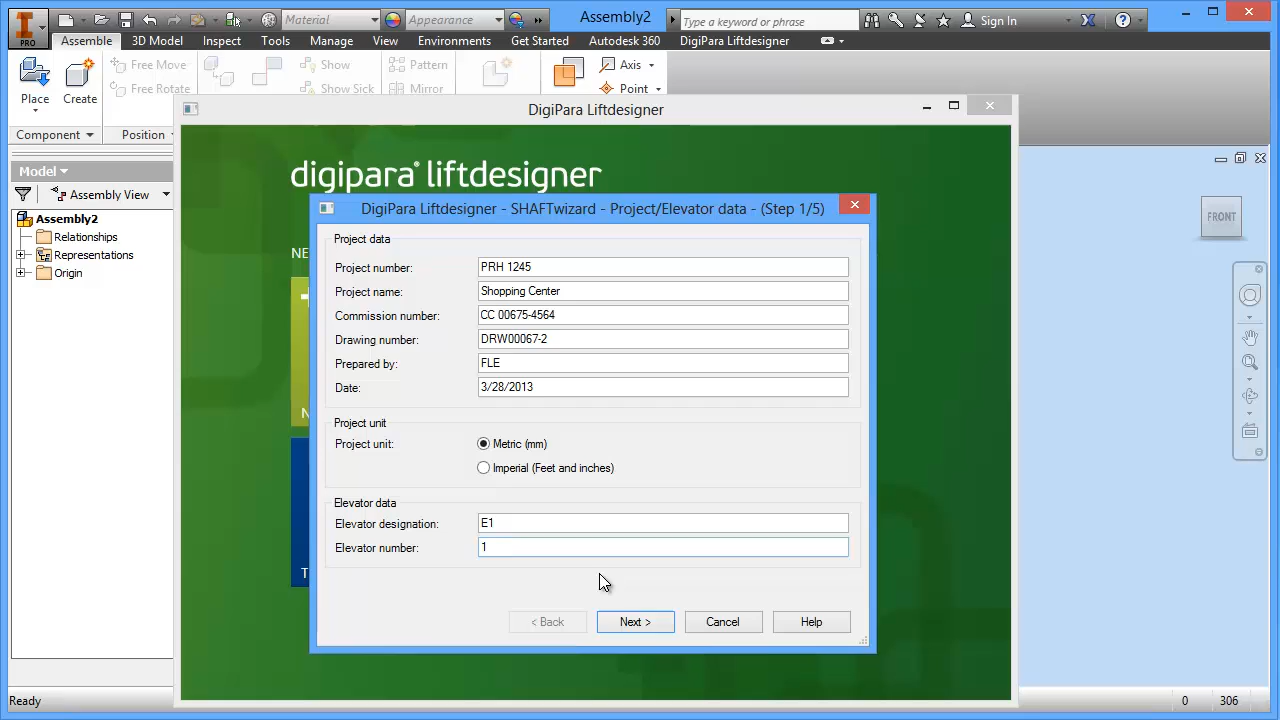 Material
Appearance
Assembly2
Type a keyword or phrase
Sign In
PRO
Assemble
3D Model
Inspect
Tools
Manage
View
Environments
Get Started
Autodesk 360
DigiPara Liftdesigner
Place
Create
Free Move
Free Rotate
Show
Show Sick
Pattern
Mirror
Axis
Point
Component
Position
DigiPara Liftdesigner
Model
Assembly View
Assembly2
Relationships
Representations
Origin
digipara® liftdesigner
NE
N
T
FRONT
DigiPara Liftdesigner - SHAFTwizard - Project/Elevator data - (Step 1/5)
Project data
Project number: PRH 1245
Project name: Shopping Center
Commission number: CC 00675-4564
Drawing number: DRW00067-2
Prepared by: FLE
Date: 3/28/2013
Project unit
Project unit: Metric (mm)
Imperial (Feet and inches)
Elevator data
Elevator designation: E1
Elevator number: 1
< Back
Next >
Cancel
Help
Ready
0
306